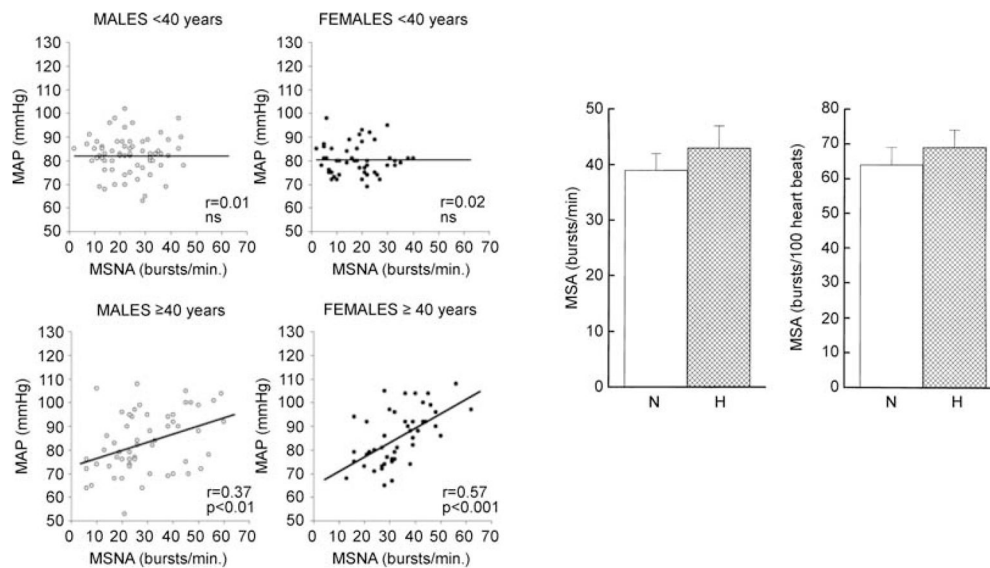 MALES <40 years
130
120
110
100
90
80
70
60
50
MAP (mmHg)
r=0.01
ns
0 10 20 30 40 50 60 70
MSNA (bursts/min.)
FEMALES <40 years
130
120
110
100
90
80
70
60
50
MAP (mmHg)
r=0.02
ns
0 10 20 30 40 50 60 70
MSNA (bursts/min.)
MALES ≥40 years
130
120
110
100
90
80
70
60
50
MAP (mmHg)
r=0.37
p<0.01
0 10 20 30 40 50 60 70
MSNA (bursts/min.)
FEMALES ≥ 40 years
130
120
110
100
90
80
70
60
50
MAP (mmHg)
r=0.57
p<0.001
0 10 20 30 40 50 60 70
MSNA (bursts/min.)
50
40
30
20
10
0
MSA (bursts/min)
N H
80
70
60
50
40
30
20
10
0
MSA (bursts/100 heart beats)
N H